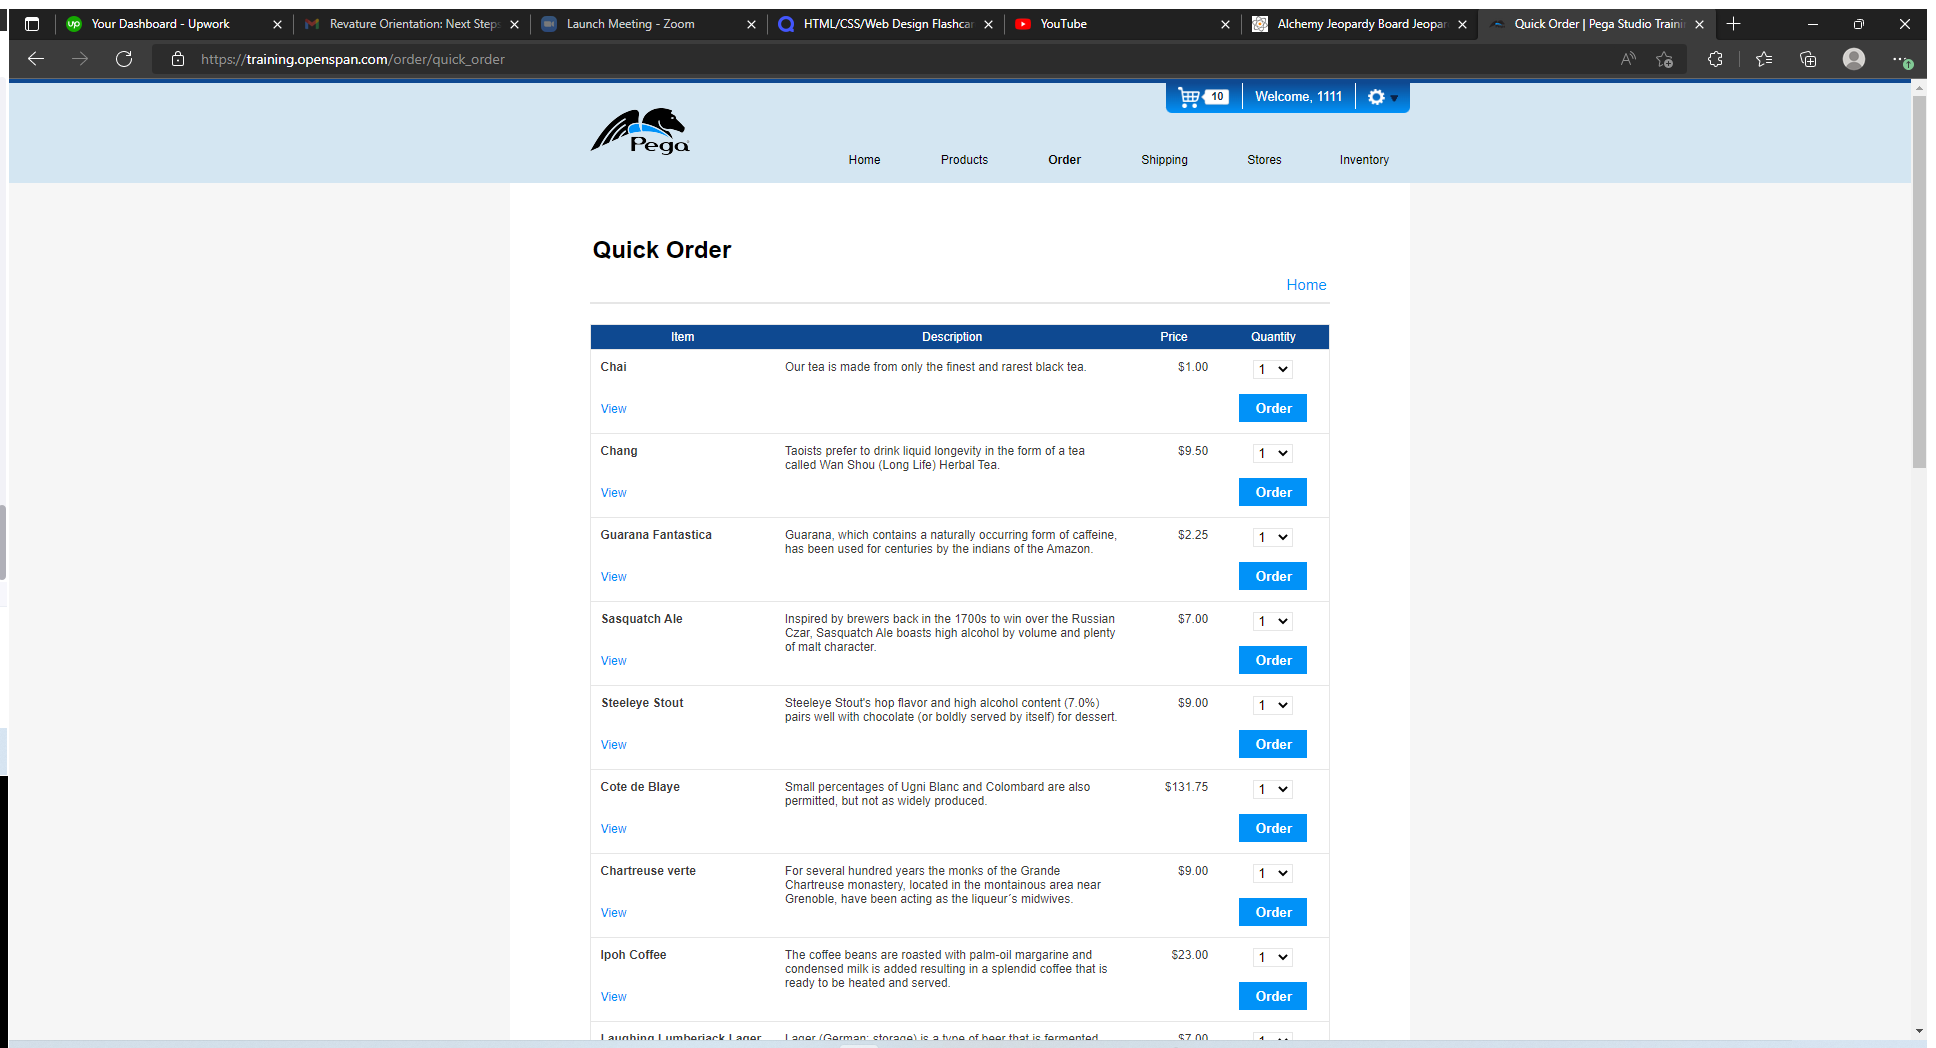 Your Dashboard - Upwork
Revature Orientation: Next Steps
Launch Meeting - Zoom
HTML/CSS/Web Design Flashcar
YouTube
Alchemy Jeopardy Board Jeopar
Quick Order | Pega Studio Traini
https://training.openspan.com/order/quick_order
10
Welcome, 1111
Pega
Home
Products
Order
Shipping
Stores
Inventory
Quick Order
Home
Item Description Price Quantity
Chai
Our tea is made from only the finest and rarest black tea.
$1.00
1
View
Order
Chang
Taoists prefer to drink liquid longevity in the form of a tea
called Wan Shou (Long Life) Herbal Tea.
$9.50
1
View
Order
Guarana Fantastica
Guarana, which contains a naturally occurring form of caffeine,
has been used for centuries by the indians of the Amazon.
$2.25
1
View
Order
Sasquatch Ale
Inspired by brewers back in the 1700s to win over the Russian
Czar, Sasquatch Ale boasts high alcohol by volume and plenty
of malt character.
$7.00
1
View
Order
Steeleye Stout
Steeleye Stout's hop flavor and high alcohol content (7.0%)
pairs well with chocolate (or boldly served by itself) for dessert.
$9.00
1
View
Order
Cote de Blaye
Small percentages of Ugni Blanc and Colombard are also
permitted, but not as widely produced.
$131.75
1
View
Order
Chartreuse verte
For several hundred years the monks of the Grande
Chartreuse monastery, located in the montainous area near
Grenoble, have been acting as the liqueur´s midwives.
$9.00
1
View
Order
Ipoh Coffee
The coffee beans are roasted with palm-oil margarine and
condensed milk is added resulting in a splendid coffee that is
ready to be heated and served.
$23.00
1
View
Order
Laughing Lumberjack Lager
Lager (German: storage) is a type of beer that is fermented
$7.00
1